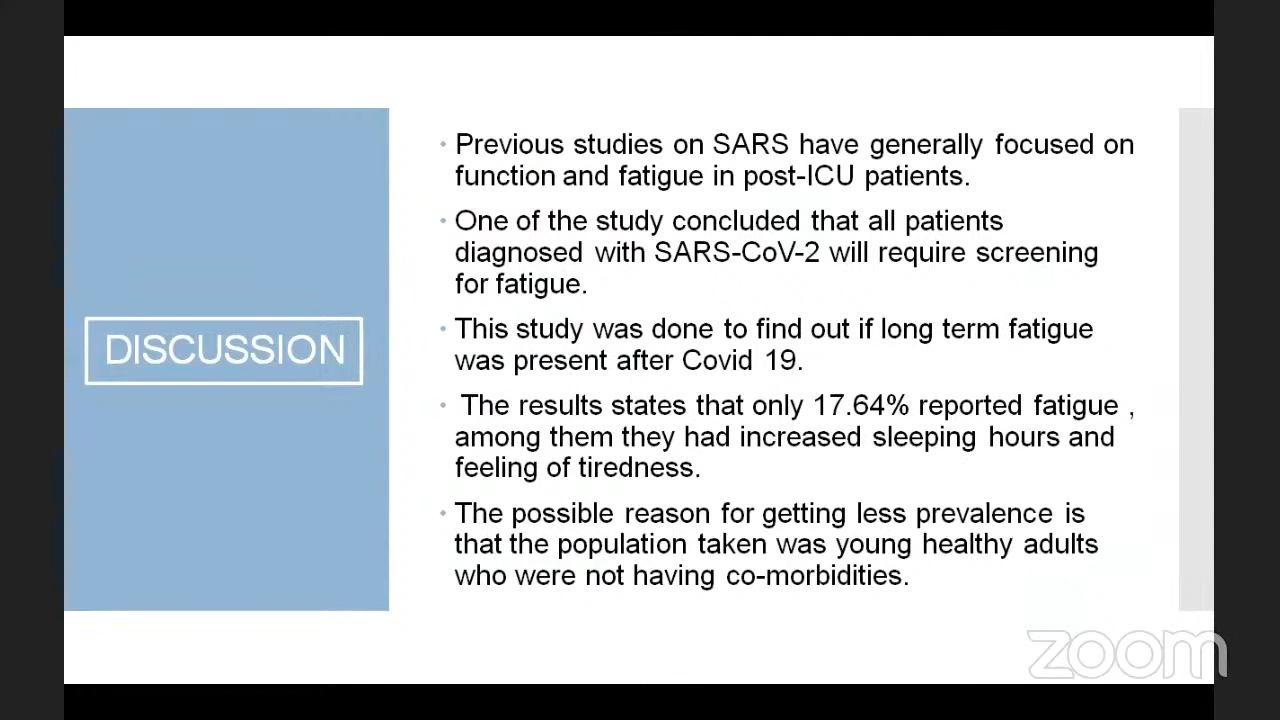 DISCUSSION
• Previous studies on SARS have generally focused on
function and fatigue in post-ICU patients.
• One of the study concluded that all patients
diagnosed with SARS-CoV-2 will require screening
for fatigue.
• This study was done to find out if long term fatigue
was present after Covid 19.
• The results states that only 17.64% reported fatigue ,
among them they had increased sleeping hours and
feeling of tiredness.
• The possible reason for getting less prevalence is
that the population taken was young healthy adults
who were not having co-morbidities.
zoom